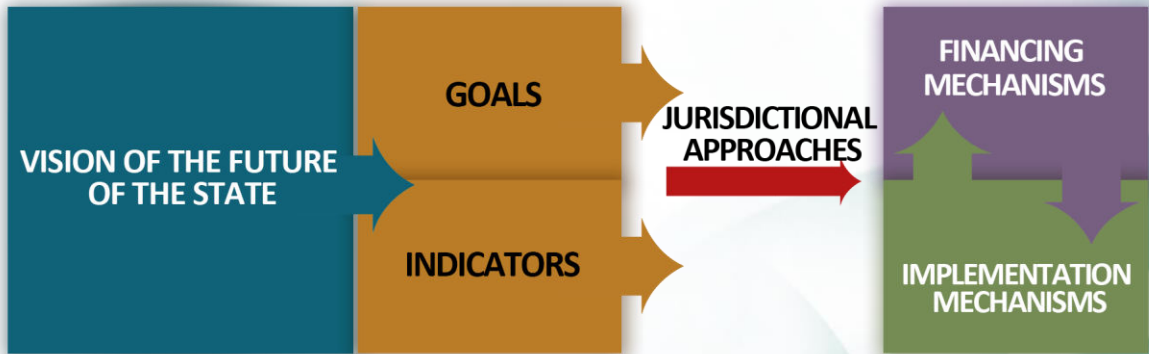 VISION OF THE FUTURE
OF THE STATE
GOALS
INDICATORS
JURISDICTIONAL
APPROACHES
FINANCING
MECHANISMS
IMPLEMENTATION
MECHANISMS